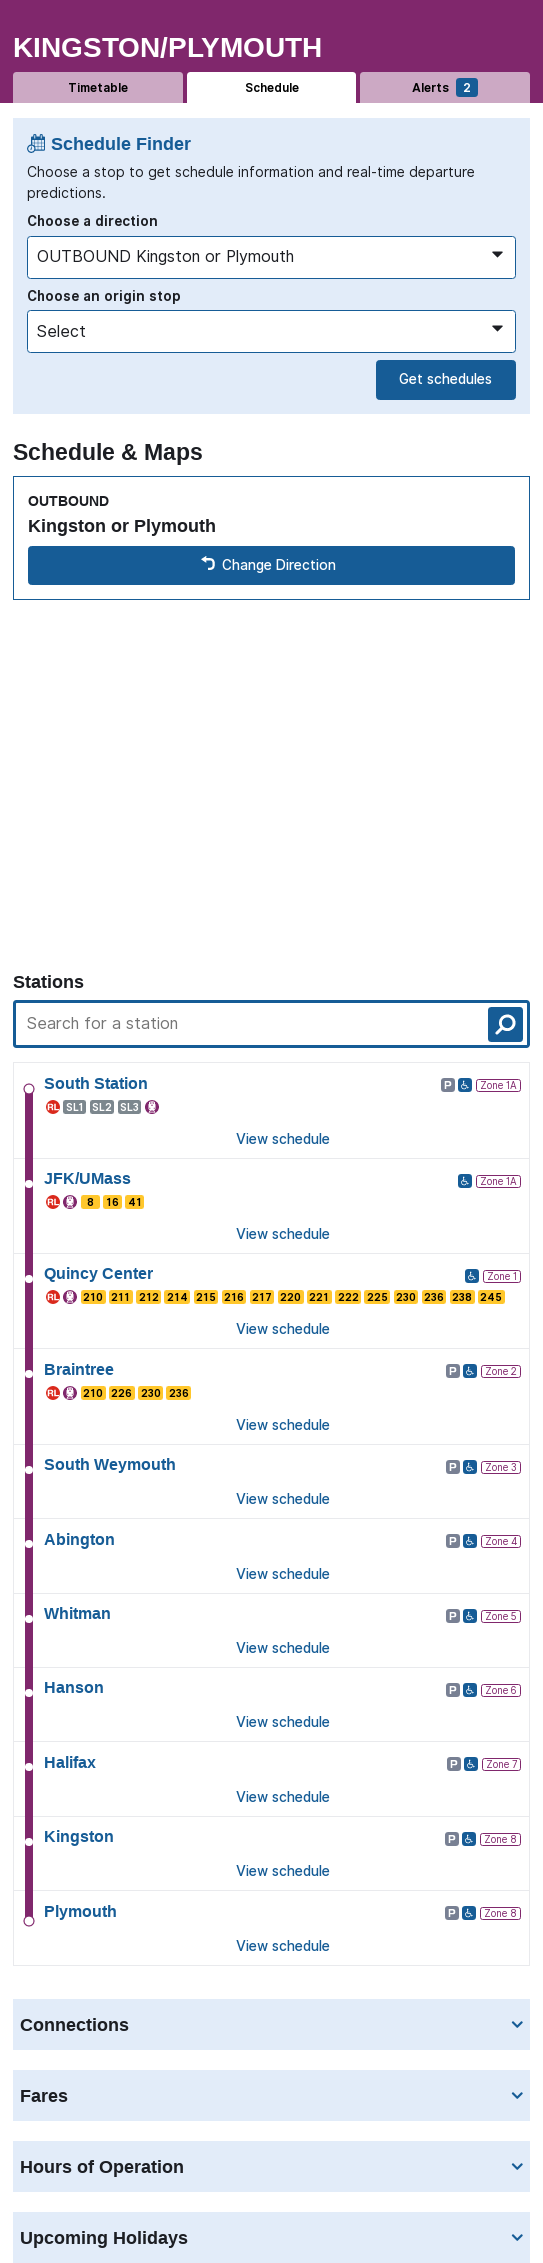 KINGSTON/PLYMOUTH
Timetable Schedule Alerts 2
Schedule Finder
Choose a stop to get schedule information and real-time departure
predictions.
Choose a direction
OUTBOUND Kingston or Plymouth
Choose an origin stop
Select
Get schedules
Schedule & Maps
OUTBOUND
Kingston or Plymouth
Change Direction
Stations
Search for a station
South Station P Zone 1A
RL SL1 SL2 SL3
View schedule
JFK/UMass Zone 1A
RL 8 16 41
View schedule
Quincy Center Zone 1
RL 210 211 212 214 215 216 217 220 221 222 225 230 236 238 245
View schedule
Braintree P Zone 2
RL 210 226 230 236
View schedule
South Weymouth P Zone 3
View schedule
Abington P Zone 4
View schedule
Whitman P Zone 5
View schedule
Hanson P Zone 6
View schedule
Halifax P Zone 7
View schedule
Kingston P Zone 8
View schedule
Plymouth P Zone 8
View schedule
Connections
Fares
Hours of Operation
Upcoming Holidays